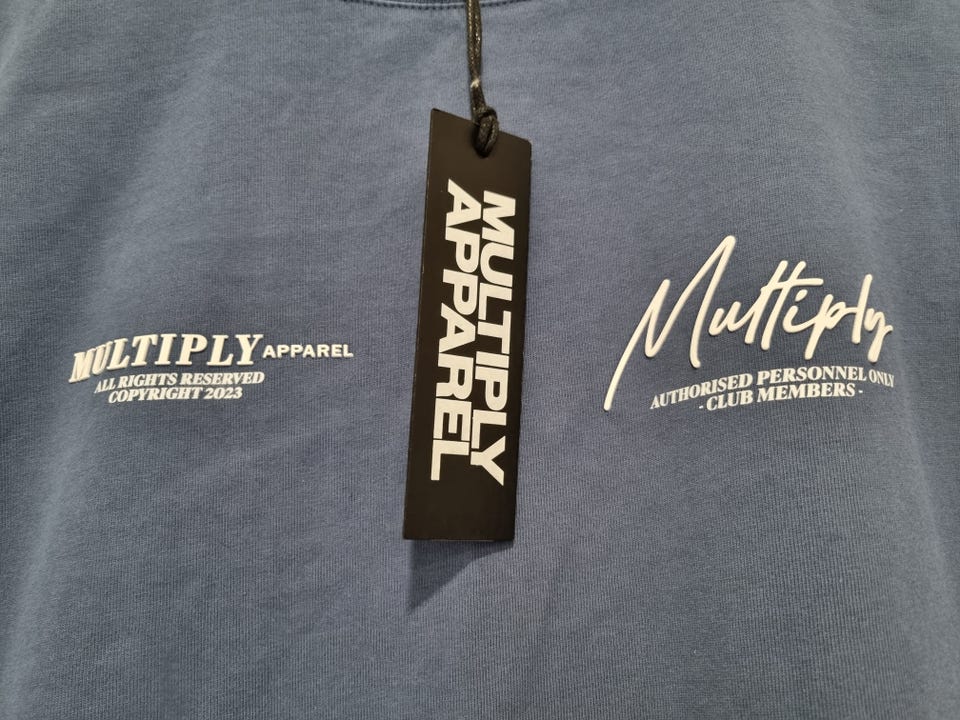 MULTIPLY APPAREL
ALL RIGHTS RESERVED
COPYRIGHT 2023
MULTIPLY
APPAREL
Multiply
AUTHORISED PERSONNEL ONLY
- CLUB MEMBERS -